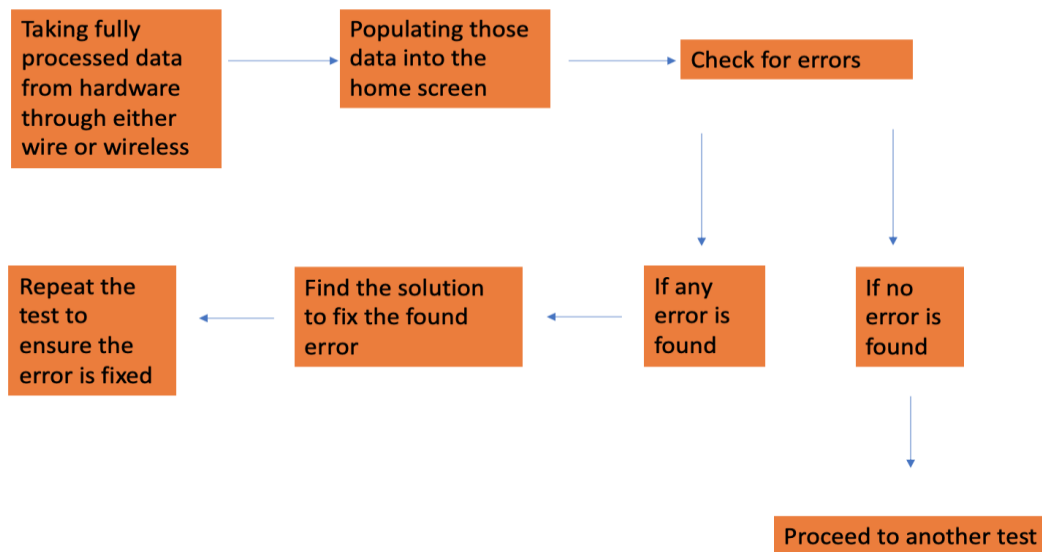 Taking fully
processed data
from hardware
through either
wire or wireless
Populating those
data into the
home screen
Check for errors
Repeat the
test to
ensure the
error is fixed
Find the solution
to fix the found
error
If any
error is
found
If no
error is
found
Proceed to another test